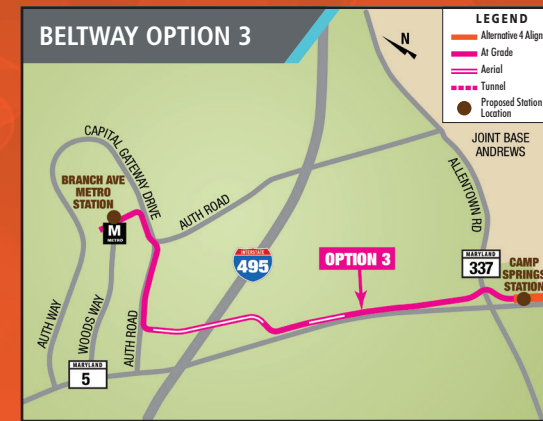 BELTWAY OPTION 3
N
LEGEND
Alternative 4 Align
At Grade
Aerial
Tunnel
Proposed Station
Location
JOINT BASE
ANDREWS
CAPITAL GATEWAY DRIVE
BRANCH AVE
METRO
STATION
M
METRO
AUTH ROAD
ALLENTOWN RD
INTERSTATE
495
OPTION 3
MARYLAND
337
CAMP
SPRINGS
STATION
AUTH WAY
WOODS WAY
AUTH ROAD
MARYLAND
5